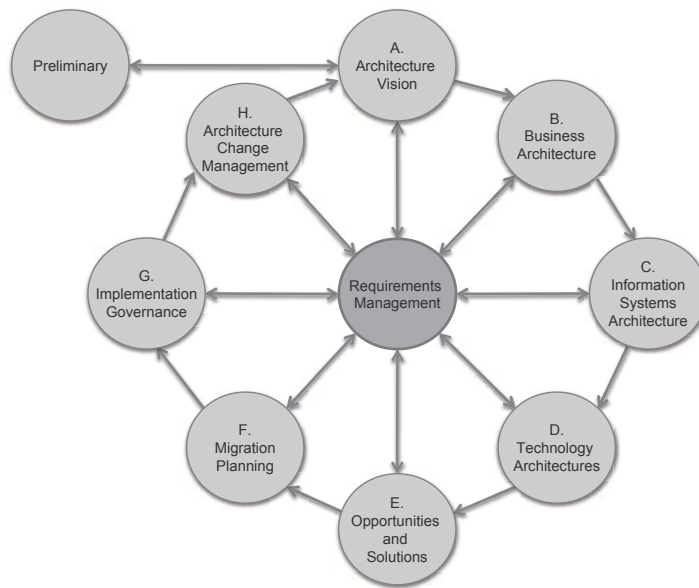 Preliminary
A.
Architecture
Vision
B.
Business
Architecture
C.
Information
Systems
Architecture
D.
Technology
Architectures
E.
Opportunities
and
Solutions
F.
Migration
Planning
G.
Implementation
Governance
H.
Architecture
Change
Management
Requirements
Management